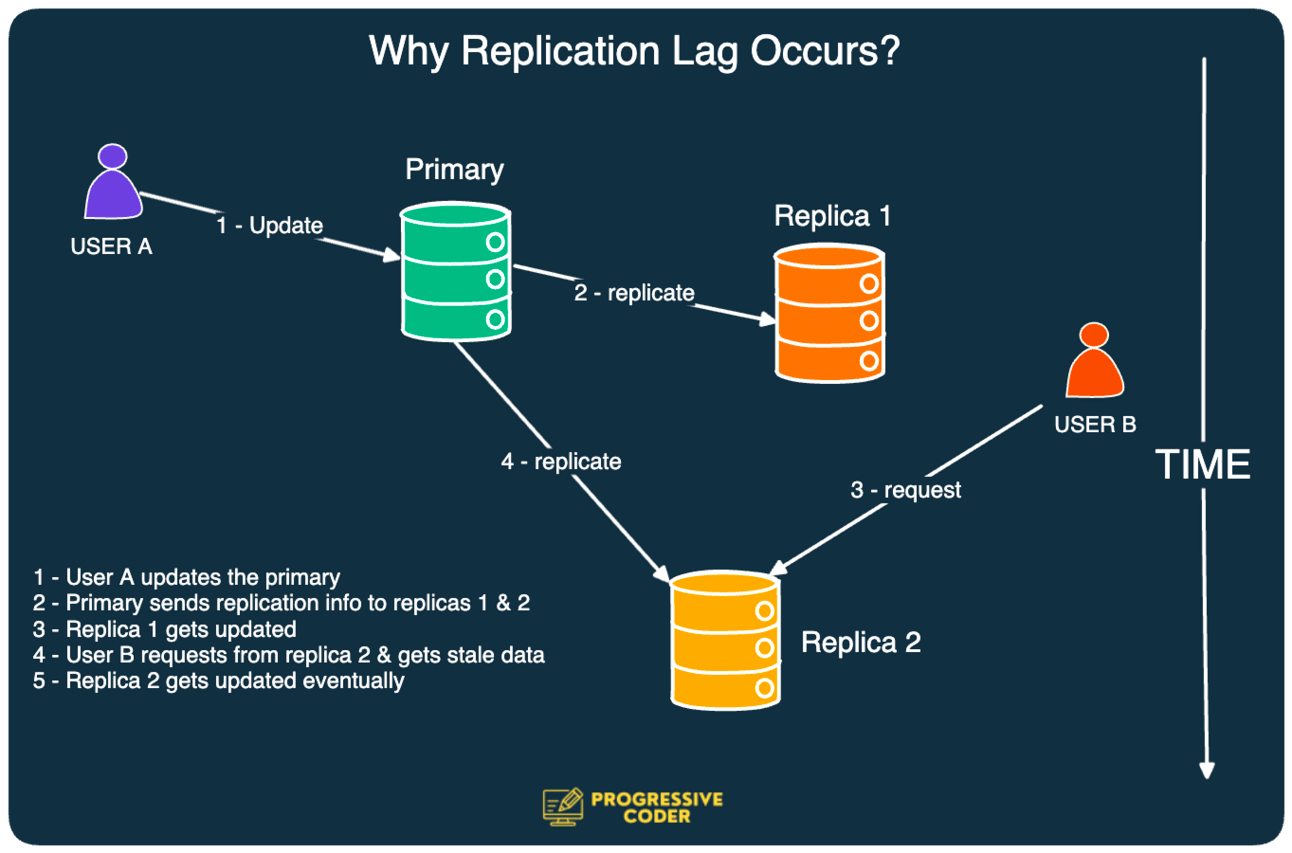 Why Replication Lag Occurs?
Primary
Replica 1
1 - Update
USER A
2 - replicate
USER B
4 - replicate
TIME
3 - request
1 - User A updates the primary
2 - Primary sends replication info to replicas 1 & 2
3 - Replica 1 gets updated
4 - User B requests from replica 2 & gets stale data
5 - Replica 2 gets updated eventually
Replica 2
PROGRESSIVE
CODER